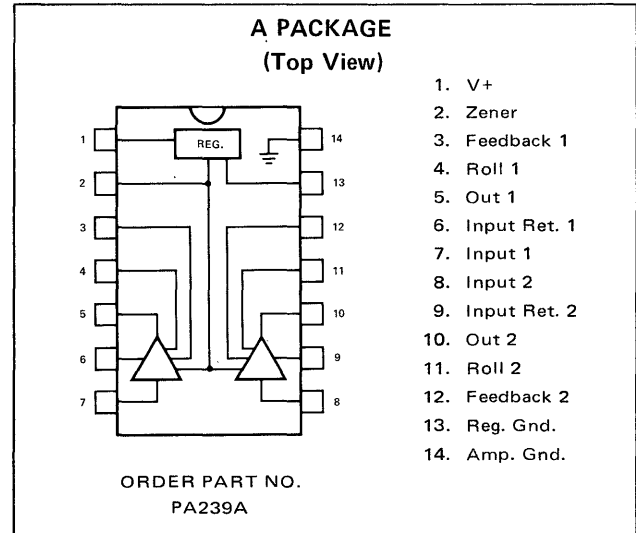 A PACKAGE
(Top View)
1 REG. 14
2 13
3 12
4 11
5 10
6 9
7 8
1. V+
2. Zener
3. Feedback 1
4. Roll 1
5. Out 1
6. Input Ret. 1
7. Input 1
8. Input 2
9. Input Ret. 2
10. Out 2
11. Roll 2
12. Feedback 2
13. Reg. Gnd.
14. Amp. Gnd.
ORDER PART NO.
PA239A